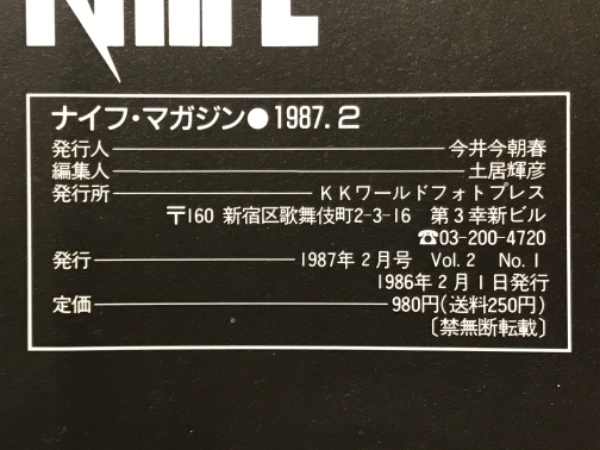 ナイフ・マガジン●1987.2
発行人――今井今朝春
編集人――土居輝彦
発行所――KKワールドフォトプレス
〒160 新宿区歌舞伎町2-3-16 第3幸新ビル
☎03-200-4720
発行――1987年2月号 Vol.2 No.1
1986年2月1日発行
定価――980円(送料250円)
〔禁無断転載〕